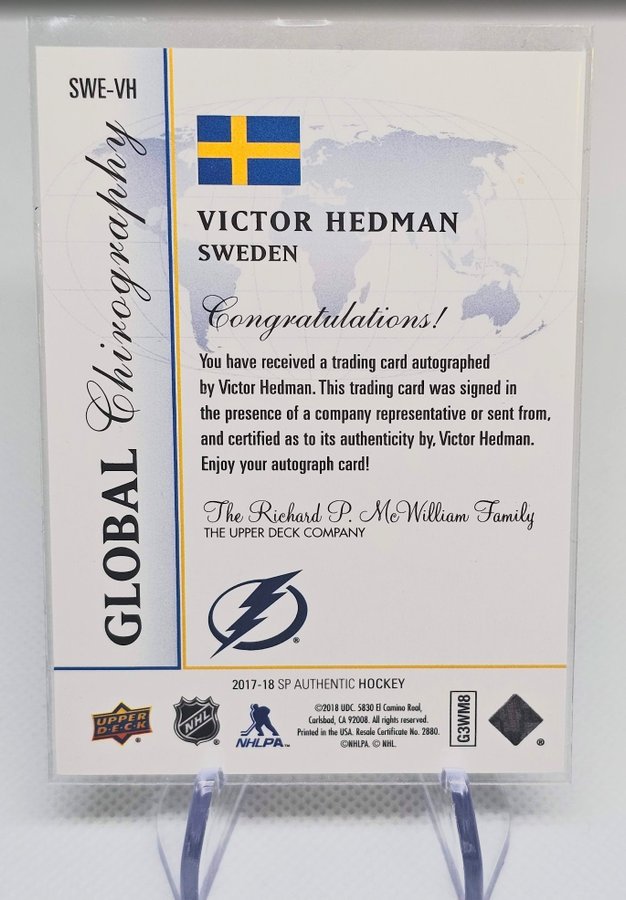 SWE-VH
GLOBAL Chirography
VICTOR HEDMAN
SWEDEN
Congratulations!
You have received a trading card autographed
by Victor Hedman. This trading card was signed in
the presence of a company representative or sent from,
and certified as to its authenticity by, Victor Hedman.
Enjoy your autograph card!
The Richard P. McWilliam Family
THE UPPER DECK COMPANY
®
2017-18 SP AUTHENTIC HOCKEY
UPPER
D·E·C·K
®
NHL
®
NHLPA™
©2018 UDC. 5830 El Camino Real,
Carlsbad, CA 92008. All rights reserved.
Printed in the USA. Resale Certificate No. 2880.
©NHLPA. © NHL.
G3WM8
®